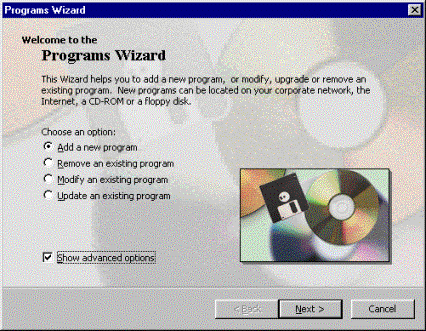 Programs Wizard
Welcome to the
Programs Wizard
This Wizard helps you to add a new program, or modify, upgrade or remove an
existing program. New programs can be located on your corporate network, the
Internet, a CD-ROM or a floppy disk.
Choose an option:
Add a new program
Remove an existing program
Modify an existing program
Update an existing program
Show advanced options
< Back
Next >
Cancel